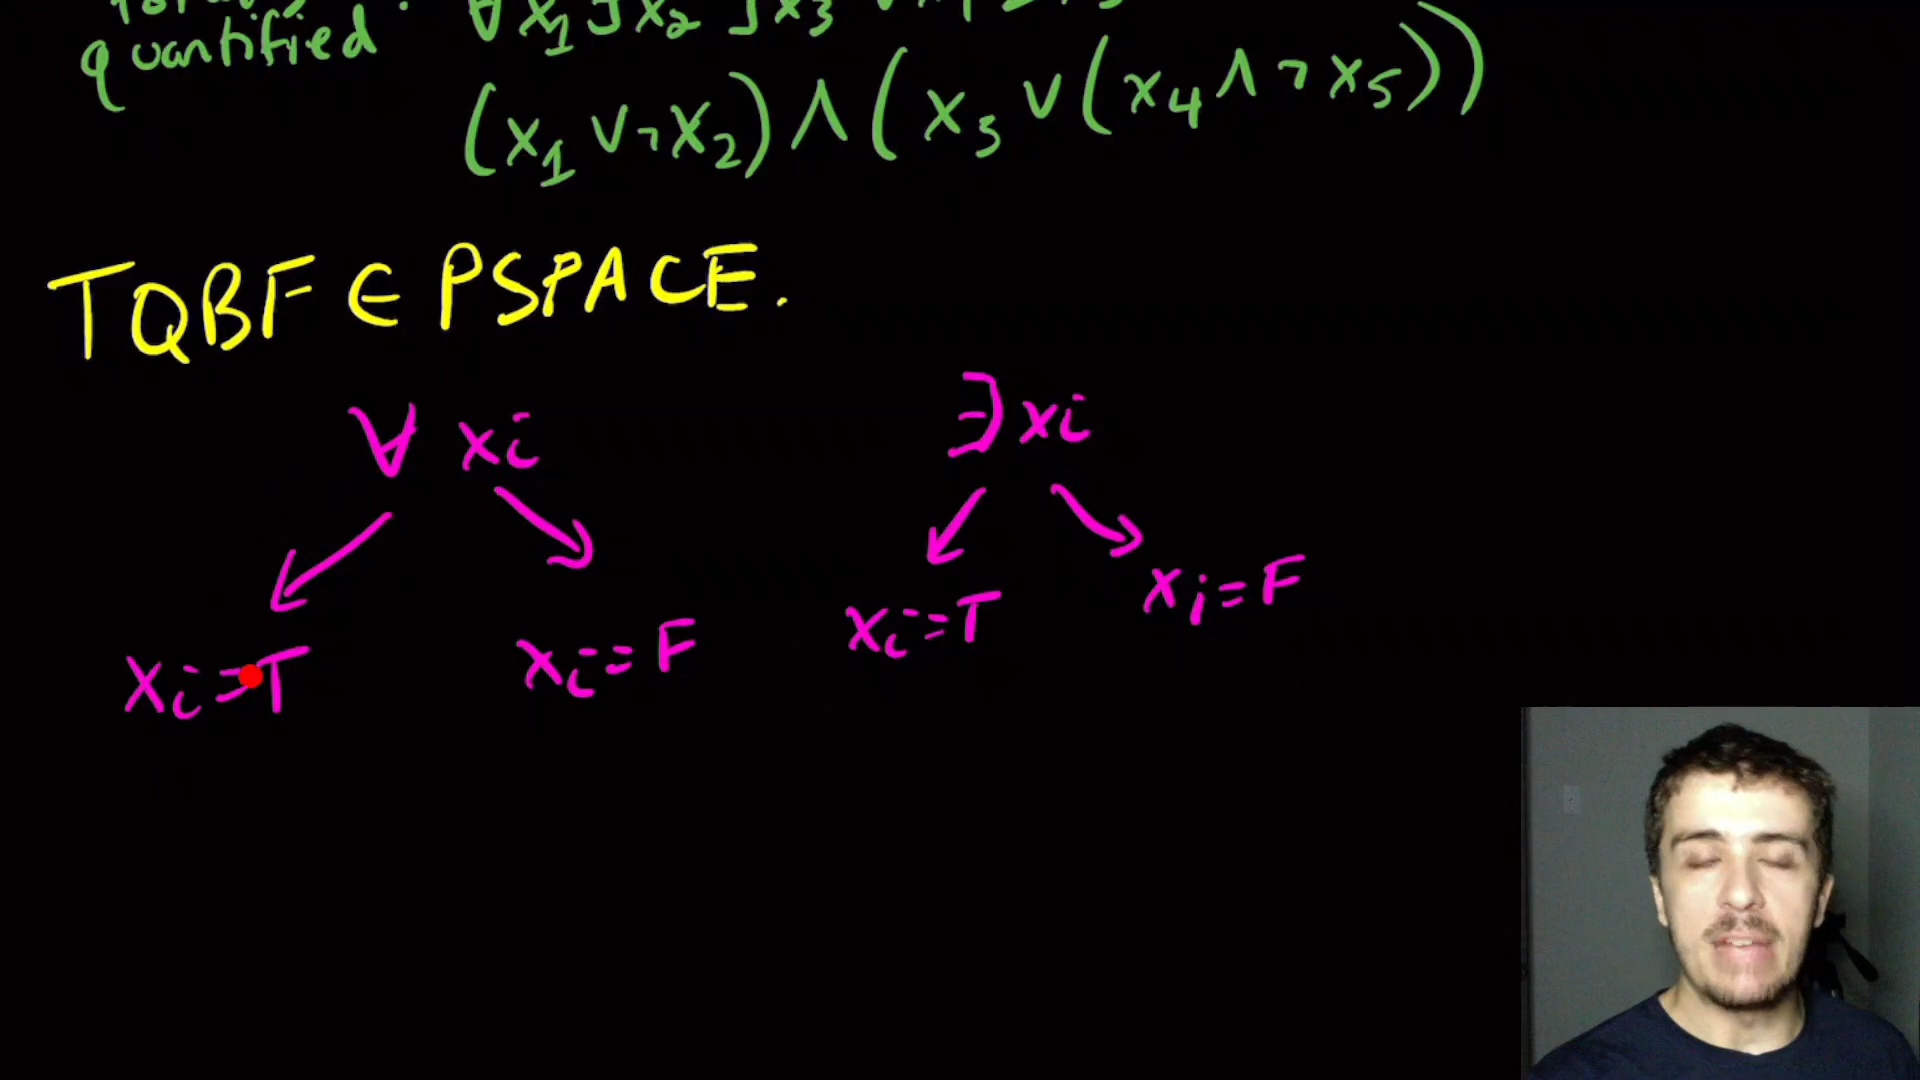 quantified : ∀x₁∃x₂∃x₃
(x₁∨¬x₂)∧(x₃∨(x₄∧¬x₅))
TQBF∈PSPACE.
∀ xi ∃xi
xi=T xi=F xi=T xi=F